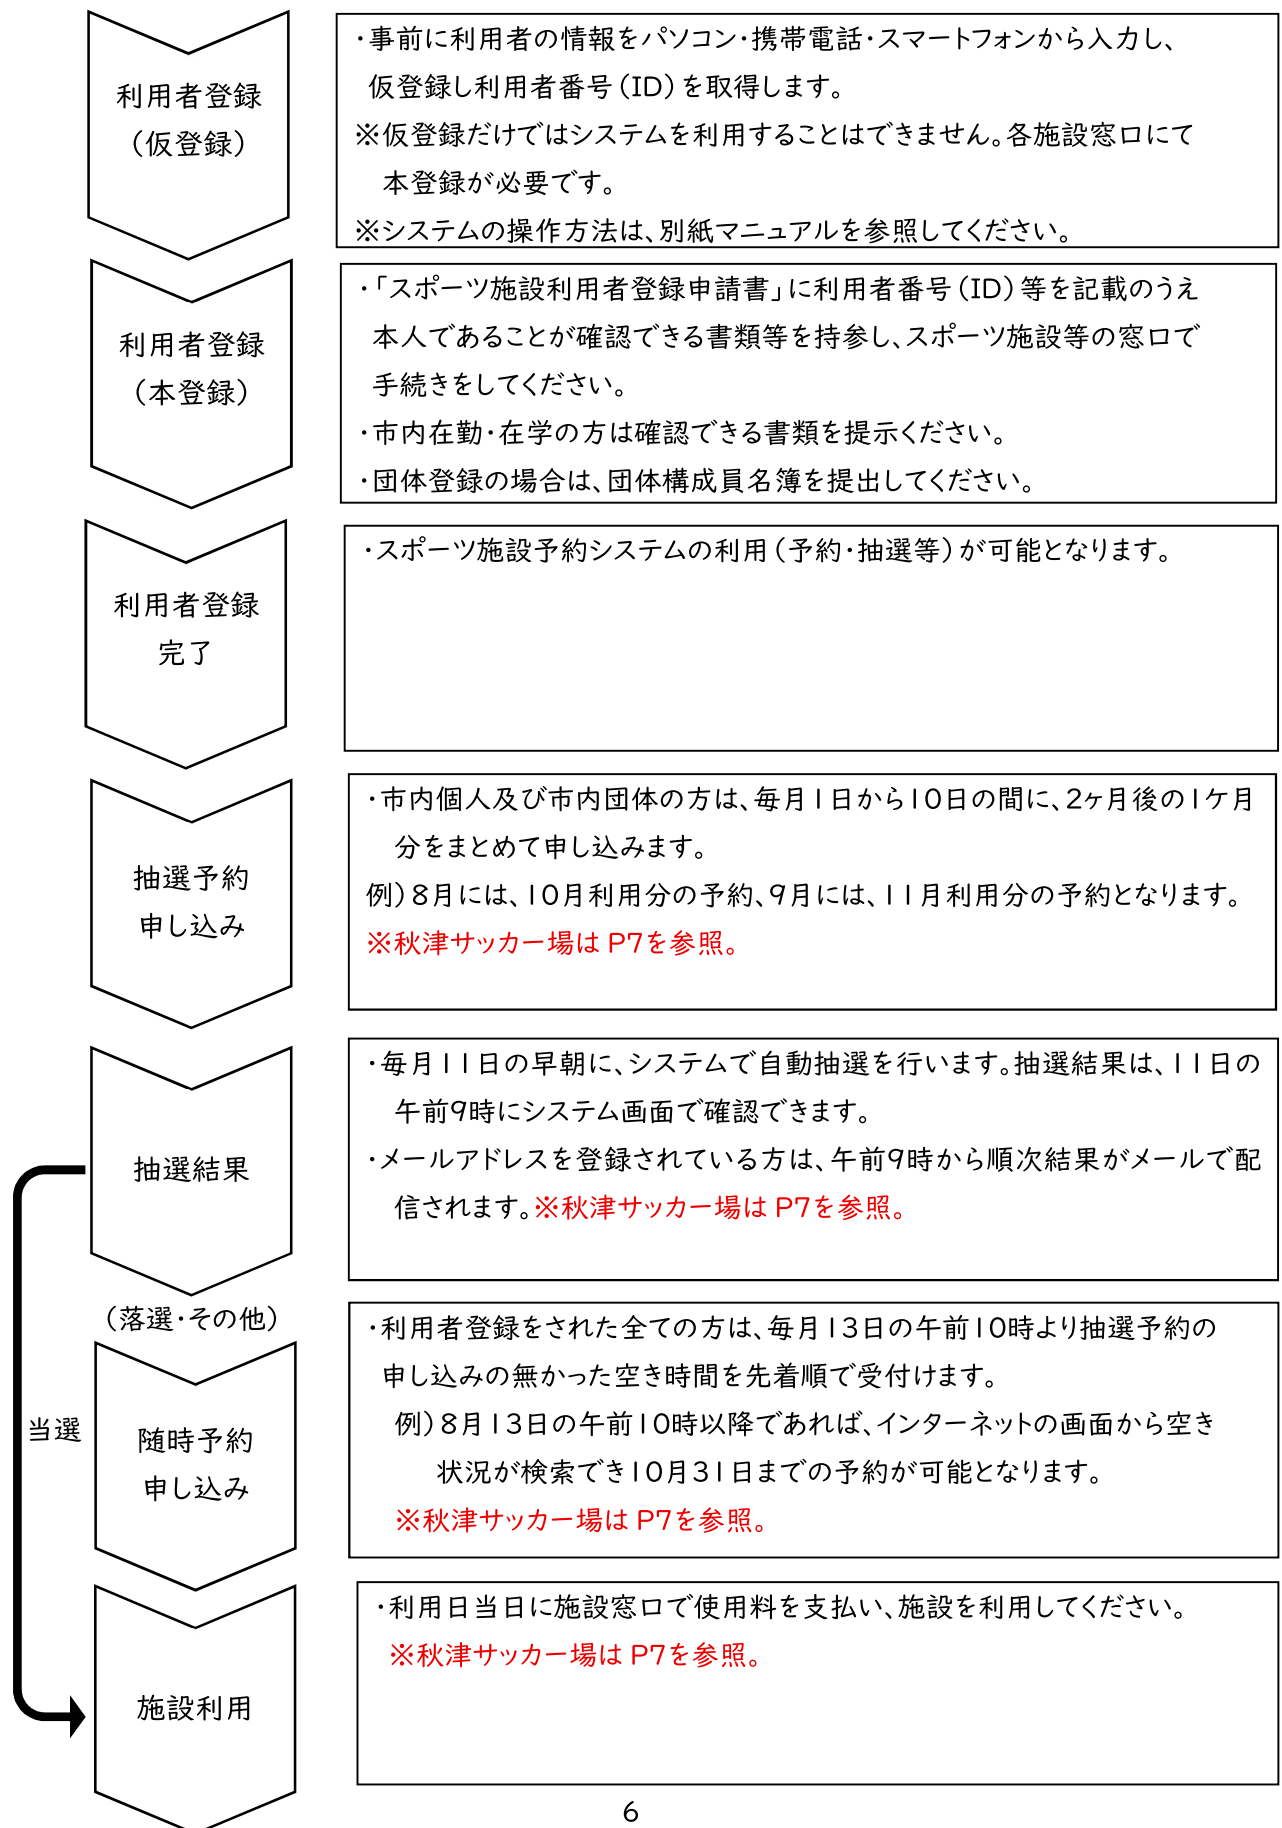 利用者登録
（仮登録）
・事前に利用者の情報をパソコン・携帯電話・スマートフォンから入力し、
仮登録し利用者番号（ID）を取得します。
※仮登録だけではシステムを利用することはできません。各施設窓口にて
本登録が必要です。
※システムの操作方法は、別紙マニュアルを参照してください。
利用者登録
（本登録）
・「スポーツ施設利用者登録申請書」に利用者番号（ID）等を記載のうえ
本人であることが確認できる書類等を持参し、スポーツ施設等の窓口で
手続きをしてください。
・市内在勤・在学の方は確認できる書類を提示ください。
・団体登録の場合は、団体構成員名簿を提出してください。
利用者登録
完了
・スポーツ施設予約システムの利用（予約・抽選等）が可能となります。
抽選予約
申し込み
・市内個人及び市内団体の方は、毎月1日から10日の間に、2ヶ月後の1ケ月
分をまとめて申し込みます。
例）8月には、10月利用分の予約、9月には、11月利用分の予約となります。
※秋津サッカー場は P7を参照。
抽選結果
・毎月11日の早朝に、システムで自動抽選を行います。抽選結果は、11日の
午前9時にシステム画面で確認できます。
・メールアドレスを登録されている方は、午前9時から順次結果がメールで配
信されます。※秋津サッカー場は P7を参照。
（落選・その他）
当選
随時予約
申し込み
・利用者登録をされた全ての方は、毎月13日の午前10時より抽選予約の
申し込みの無かった空き時間を先着順で受付けます。
例）8月13日の午前10時以降であれば、インターネットの画面から空き
状況が検索でき10月31日までの予約が可能となります。
※秋津サッカー場は P7を参照。
施設利用
・利用日当日に施設窓口で使用料を支払い、施設を利用してください。
※秋津サッカー場は P7を参照。
6